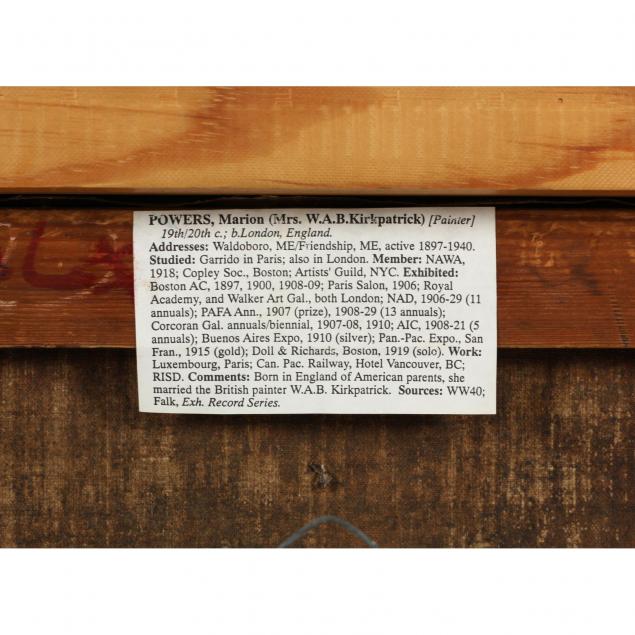 POWERS, Marion (Mrs. W.A.B.Kirkpatrick) [Painter]
19th/20th c.; b.London, England.
Addresses: Waldoboro, ME/Friendship, ME, active 1897-1940.
Studied: Garrido in Paris; also in London. Member: NAWA,
1918; Copley Soc., Boston; Artists' Guild, NYC. Exhibited:
Boston AC, 1897, 1900, 1908-09; Paris Salon, 1906; Royal
Academy, and Walker Art Gal., both London; NAD, 1906-29 (11
annuals); PAFA Ann., 1907 (prize), 1908-29 (13 annuals);
Corcoran Gal. annuals/biennial, 1907-08, 1910; AIC, 1908-21 (5
annuals); Buenos Aires Expo, 1910 (silver); Pan.-Pac. Expo., San
Fran., 1915 (gold); Doll & Richards, Boston, 1919 (solo). Work:
Luxembourg, Paris; Can. Pac. Railway, Hotel Vancouver, BC;
RISD. Comments: Born in England of American parents, she
married the British painter W.A.B. Kirkpatrick. Sources: WW40;
Falk, Exh. Record Series.